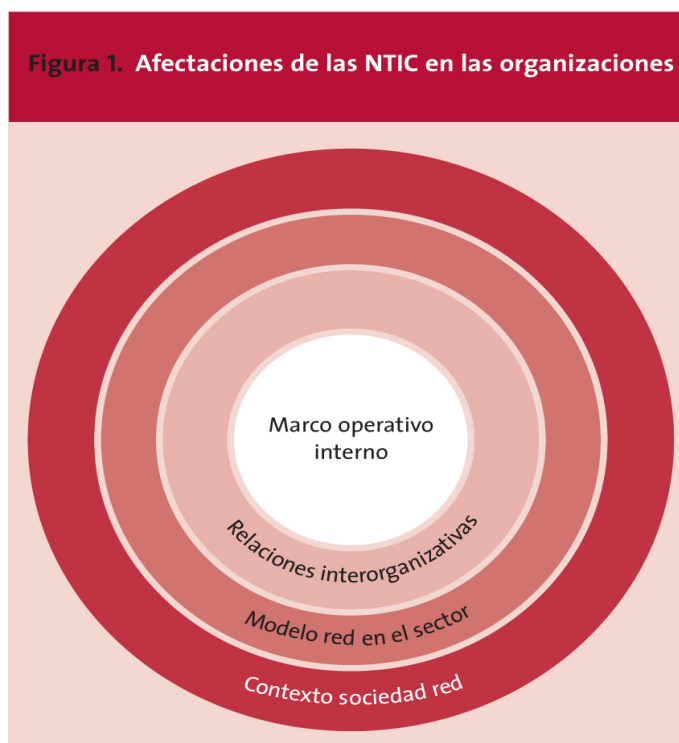 Figura 1. Afectaciones de las NTIC en las organizaciones
Marco operativo
interno
Relaciones interorganizativas
Modelo red en el sector
Contexto sociedad red